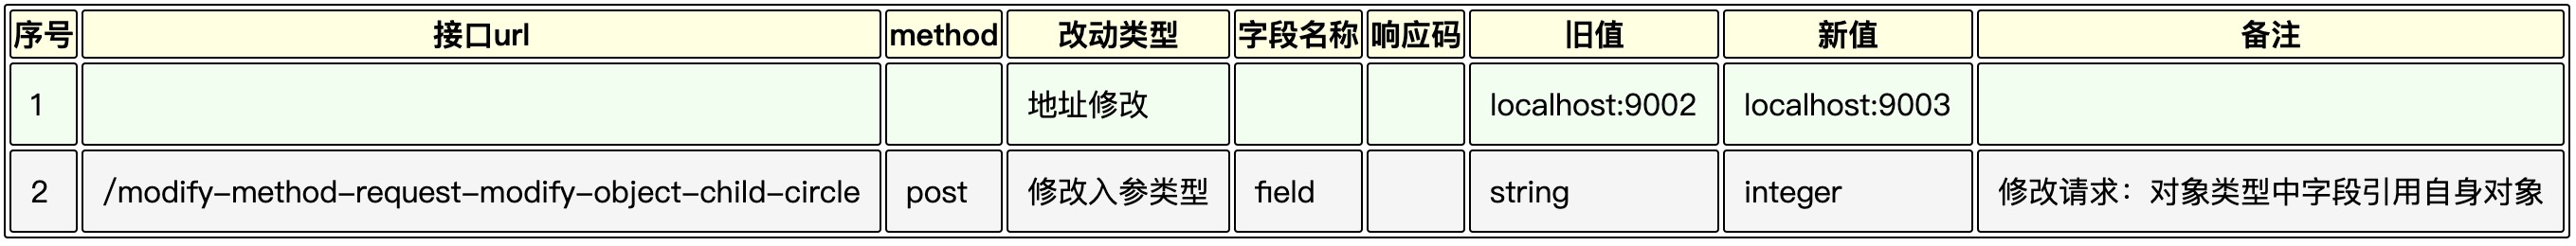 序号 接口url method 改动类型 字段名称 响应码 旧值 新值 备注
1 地址修改 localhost:9002 localhost:9003
2 /modify-method-request-modify-object-child-circle post 修改入参类型 field string integer 修改请求：对象类型中字段引用自身对象